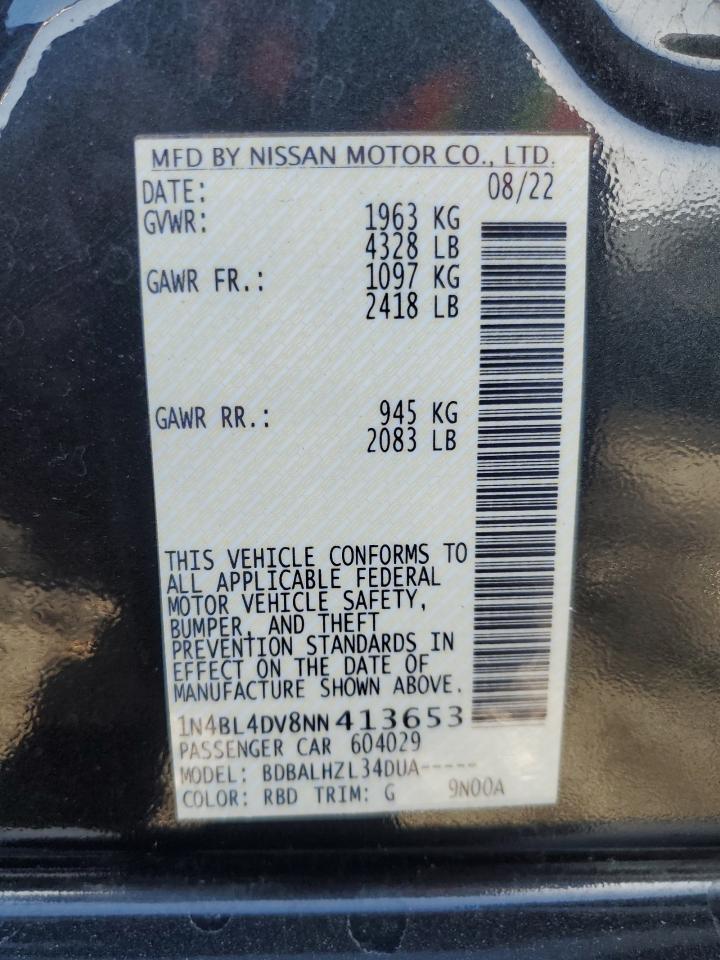 MFD BY NISSAN MOTOR CO., LTD.
DATE: 08/22
GVWR: 1963 KG
4328 LB
GAWR FR.: 1097 KG
2418 LB
GAWR RR.: 945 KG
2083 LB
THIS VEHICLE CONFORMS TO
ALL APPLICABLE FEDERAL
MOTOR VEHICLE SAFETY,
BUMPER, AND THEFT
PREVENTION STANDARDS IN
EFFECT ON THE DATE OF
MANUFACTURE SHOWN ABOVE.
1N4BL4DV8NN413653
PASSENGER CAR 604029
MODEL: BDBALHZL34DUA-----
COLOR: RBD TRIM: G 9N00A